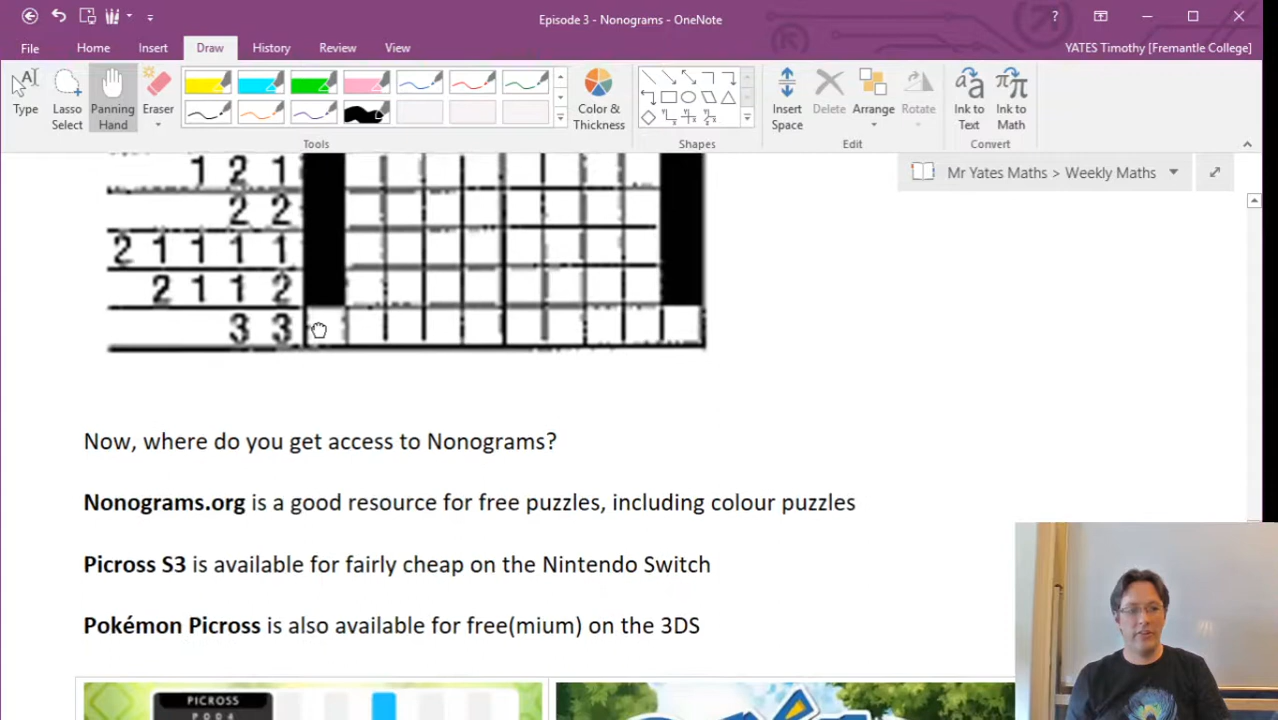 Episode 3 - Nonograms - OneNote
?
File
Home
Insert
Draw
History
Review
View
YATES Timothy [Fremantle College]
Type
Lasso Select
Panning Hand
Eraser
Color & Thickness
Insert Space
Delete
Arrange
Rotate
Ink to Text
Ink to Math
Tools
Shapes
Edit
Convert
Mr Yates Maths > Weekly Maths
1 2 1
2 2
2 1 1 1 1
2 1 1 2
3 3
Now, where do you get access to Nonograms?
Nonograms.org is a good resource for free puzzles, including colour puzzles
Picross S3 is available for fairly cheap on the Nintendo Switch
Pokémon Picross is also available for free(mium) on the 3DS
PICROSS
P004